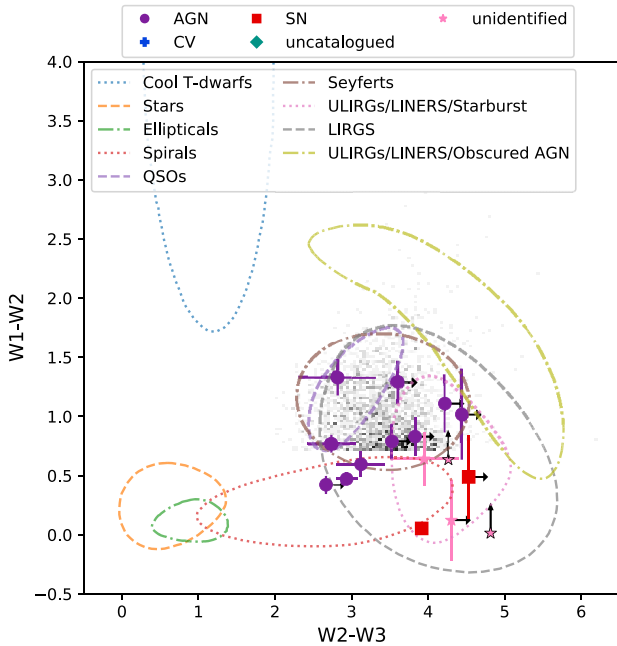 AGN SN unidentified
CV uncatalogued
Cool T-dwarfs Seyferts
Stars ULIRGs/LINERS/Starburst
Ellipticals LIRGS
Spirals ULIRGs/LINERS/Obscured AGN
QSOs
4.0
3.5
3.0
2.5
2.0
1.5
1.0
0.5
0.0
−0.5
W1-W2
0 1 2 3 4 5 6
W2-W3